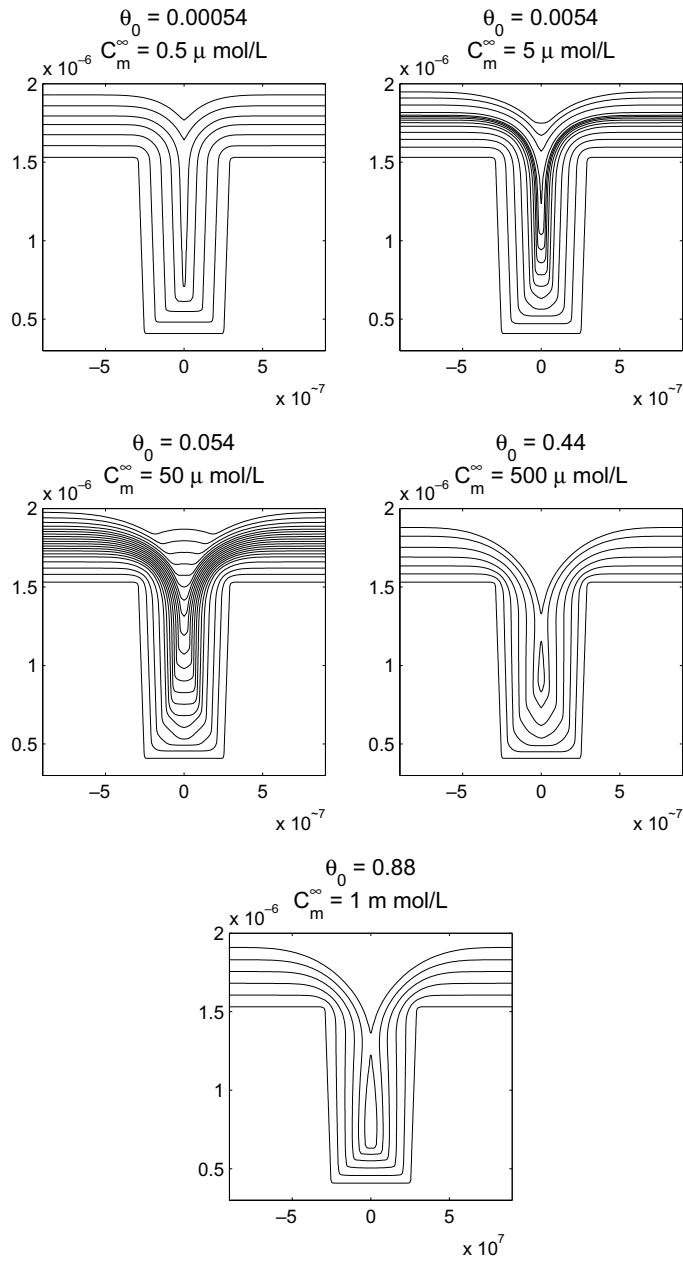 θ0 = 0.00054
C∞m = 0.5 μ mol/L
x 10−6
2
1.5
1
0.5
−5 0 5
x 10~7
θ0 = 0.0054
C∞m = 5 μ mol/L
x 10−6
2
1.5
1
0.5
−5 0 5
x 10~7
θ0 = 0.054
C∞m = 50 μ mol/L
x 10−6
2
1.5
1
0.5
−5 0 5
x 10~7
θ0 = 0.44
C∞m = 500 μ mol/L
x 10−6
2
1.5
1
0.5
−5 0 5
x 10~7
θ0 = 0.88
C∞m = 1 m mol/L
x 10−6
2
1.5
1
0.5
−5 0 5
x 107